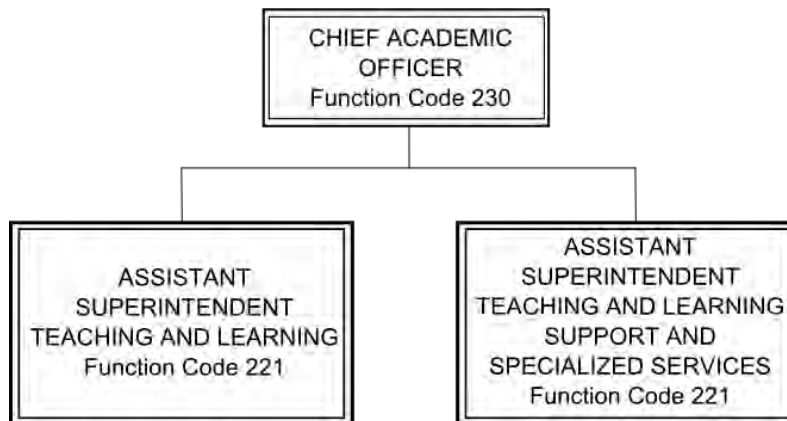 CHIEF ACADEMIC
OFFICER
Function Code 230
ASSISTANT
SUPERINTENDENT
TEACHING AND LEARNING
Function Code 221
ASSISTANT
SUPERINTENDENT
TEACHING AND LEARNING
SUPPORT AND
SPECIALIZED SERVICES
Function Code 221